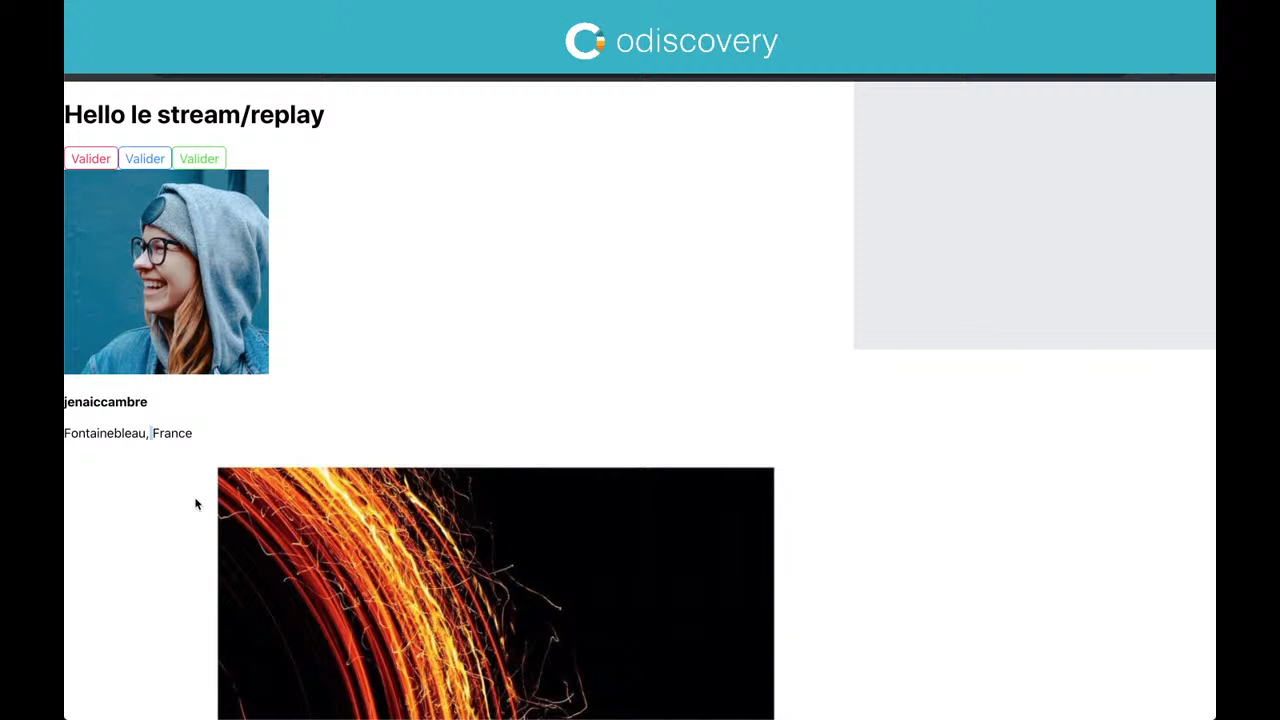 odiscovery
Hello le stream/replay
Valider Valider Valider
jenaiccambre
Fontainebleau, France